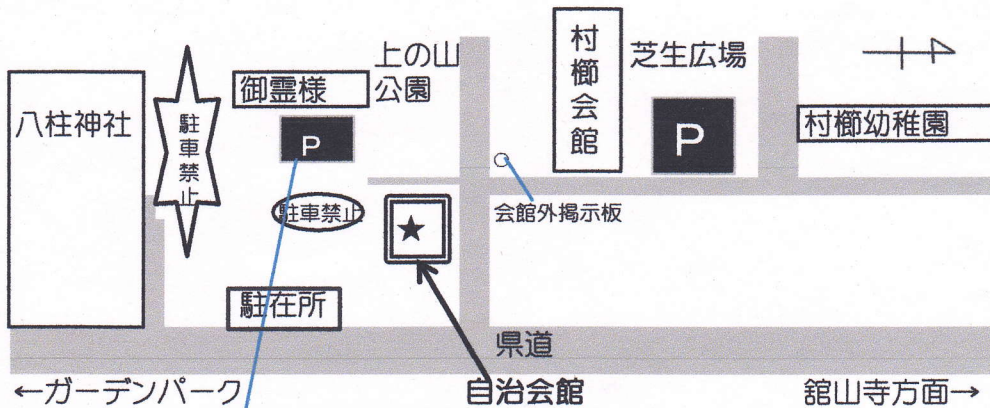 八柱神社
駐車禁止
御霊様
P
上の山
公園
村櫛会館
芝生広場
P
村櫛幼稚園
駐車禁止
★
会館外掲示板
駐在所
県道
←ガーデンパーク
自治会館
舘山寺方面→